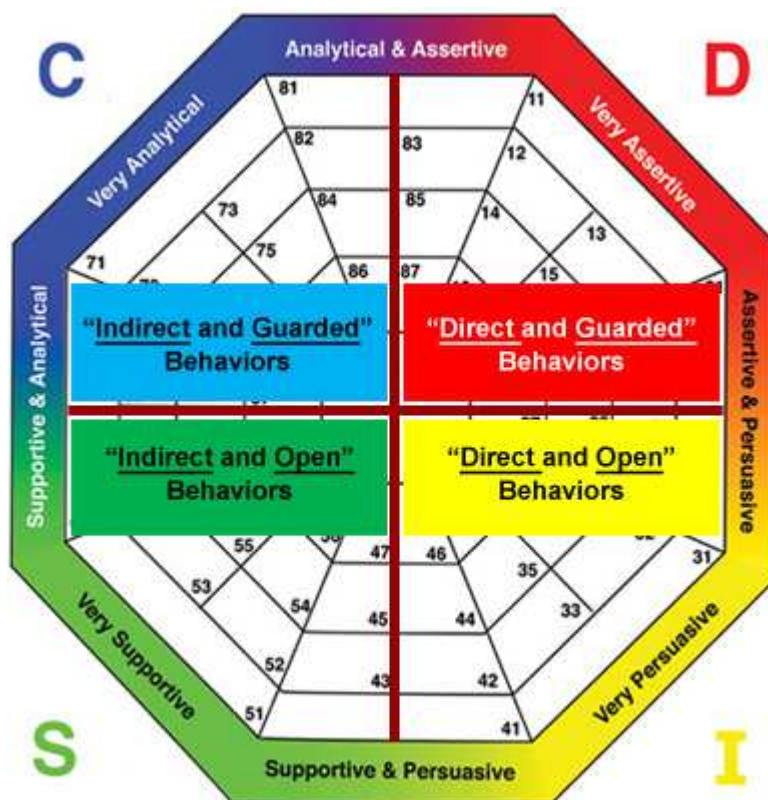 C
Analytical & Assertive
D
Very Analytical
Very Assertive
81
11
82
83
12
84
85
14
73
13
75
15
71
86
87
Supportive & Analytical
Assertive & Persuasive
“Indirect and Guarded”
Behaviors
“Direct and Guarded”
Behaviors
“Indirect and Open”
Behaviors
“Direct and Open”
Behaviors
55
47
46
31
53
35
54
45
44
33
52
43
42
51
41
Very Supportive
Very Persuasive
S
Supportive & Persuasive
I